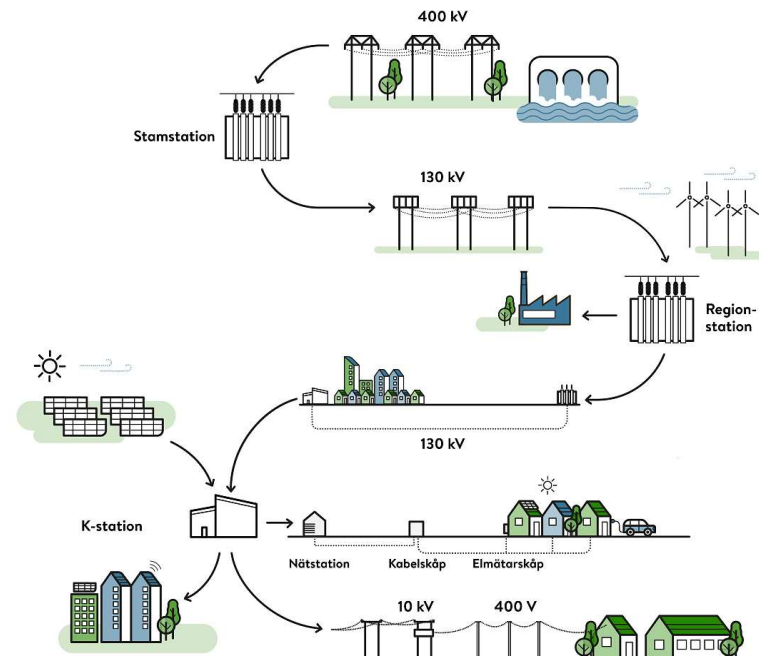 400 kV
Stamstation
130 kV
Region-
station
130 kV
K-station
Nätstation
Kabelskåp
Elmätarskåp
10 kV
400 V